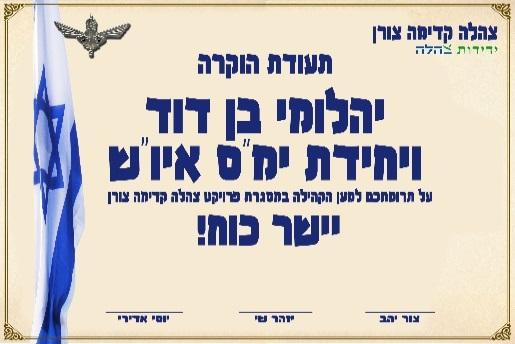 צהלה קדימה צורן
ידידות צהלה
תעודת הוקרה
יהלומי בן דוד
ויחידת ימ"ס איו"ש
על תרומתכם למען הקהילה במסגרת פרויקט צהלה קדימה צורן
יישר כוח!
צור יהב
יזהר שי
יוסי אדירי